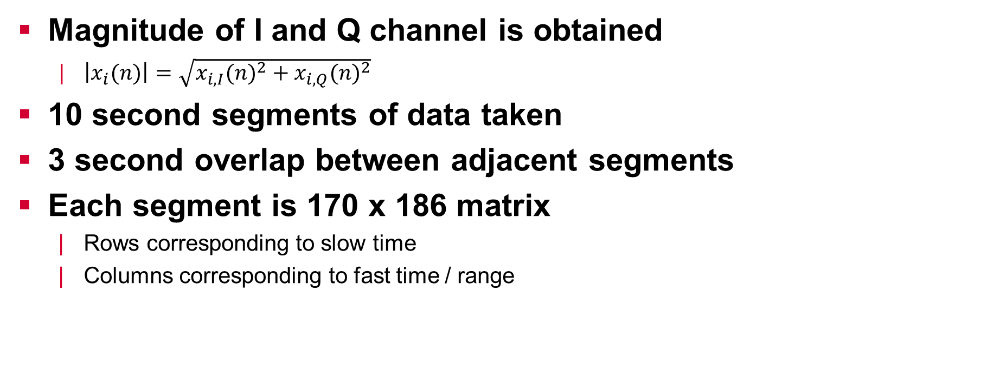 ▪ Magnitude of I and Q channel is obtained
| |xᵢ(n)| = √(x_{i,I}(n)² + x_{i,Q}(n)²)
▪ 10 second segments of data taken
▪ 3 second overlap between adjacent segments
▪ Each segment is 170 x 186 matrix
| Rows corresponding to slow time
| Columns corresponding to fast time / range